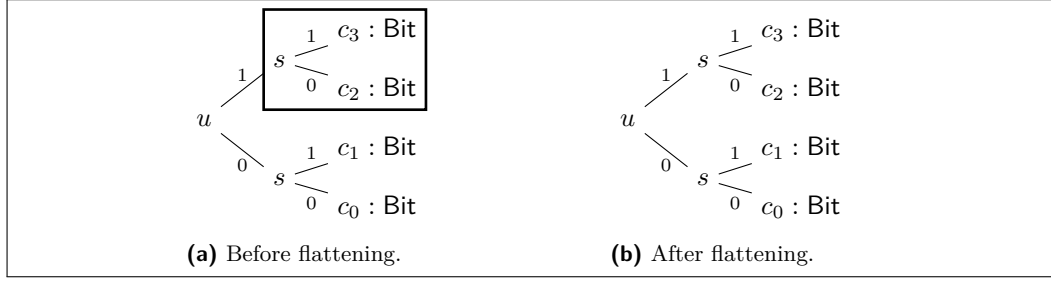 1 c₃ : Bit
s
1 0 c₂ : Bit
u
0 1 c₁ : Bit
s
0 c₀ : Bit
(a) Before flattening.
1 c₃ : Bit
s
1 0 c₂ : Bit
u
0 1 c₁ : Bit
s
0 c₀ : Bit
(b) After flattening.